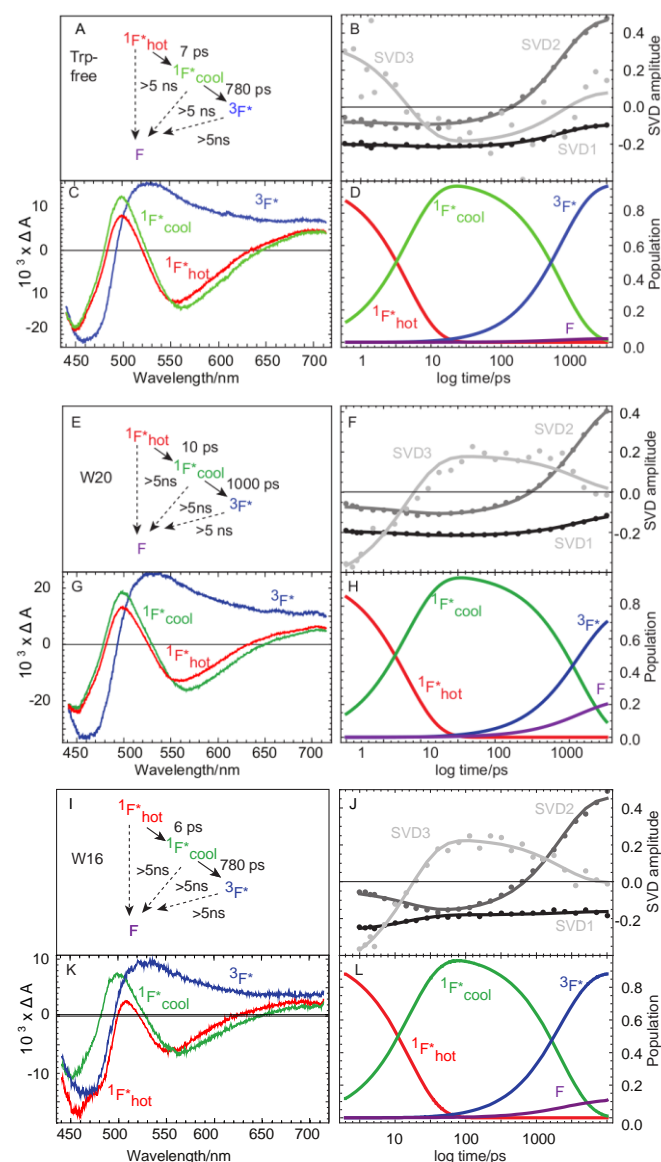 A
Trp-
free
¹F*hot
7 ps
¹F*cool
>5 ns
>5 ns
780 ps
³F*
>5ns
F
B
SVD3
SVD2
SVD1
0.4
0.0
-0.2
SVD amplitude
C
10
0
10
-20
10³ x Δ A
¹F*cool
³F*
¹F*hot
450 500 550 600 650 700
Wavelength/nm
D
¹F*cool
³F*
¹F*hot
F
0.8
0.6
0.4
0.2
0.0
Population
1 10 100 1000
log time/ps
E
W20
¹F*hot
10 ps
¹F*cool
>5ns
>5ns
1000 ps
³F*
>5 ns
F
F
SVD3
SVD2
SVD1
0.4
0.2
0.0
-0.2
SVD amplitude
G
20
0
-20
10³ x Δ A
¹F*cool
³F*
¹F*hot
450 500 550 600 650 700
Wavelength/nm
H
¹F*cool
³F*
¹F*hot
F
0.8
0.6
0.4
0.2
0.0
Population
1 10 100 1000
log time/ps
I
W16
¹F*hot
6 ps
¹F*cool
>5ns
>5ns
780 ps
³F*
>5ns
F
J
SVD3
SVD2
SVD1
0.4
0.2
0.0
-0.2
SVD amplitude
K
10
0
-10
10³ x Δ A
¹F*cool
³F*
¹F*hot
450 500 550 600 650 700
Wavelength/nm
L
¹F*cool
³F*
¹F*hot
F
0.8
0.6
0.4
0.2
0.0
Population
10 100 1000
log time/ps